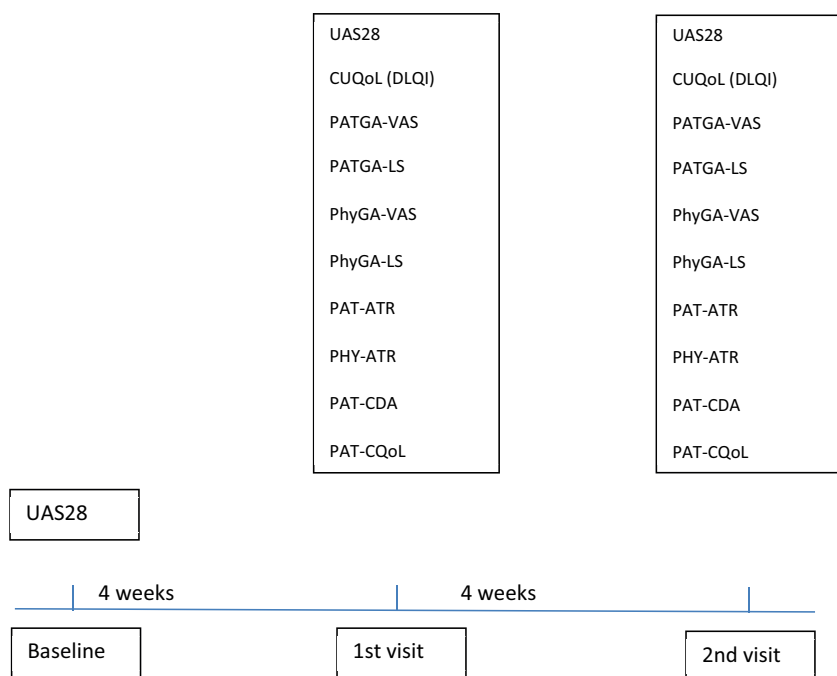 UAS28
CUQoL (DLQI)
PATGA-VAS
PATGA-LS
PhyGA-VAS
PhyGA-LS
PAT-ATR
PHY-ATR
PAT-CDA
PAT-CQoL
UAS28
CUQoL (DLQI)
PATGA-VAS
PATGA-LS
PhyGA-VAS
PhyGA-LS
PAT-ATR
PHY-ATR
PAT-CDA
PAT-CQoL
UAS28
4 weeks
4 weeks
Baseline
1st visit
2nd visit